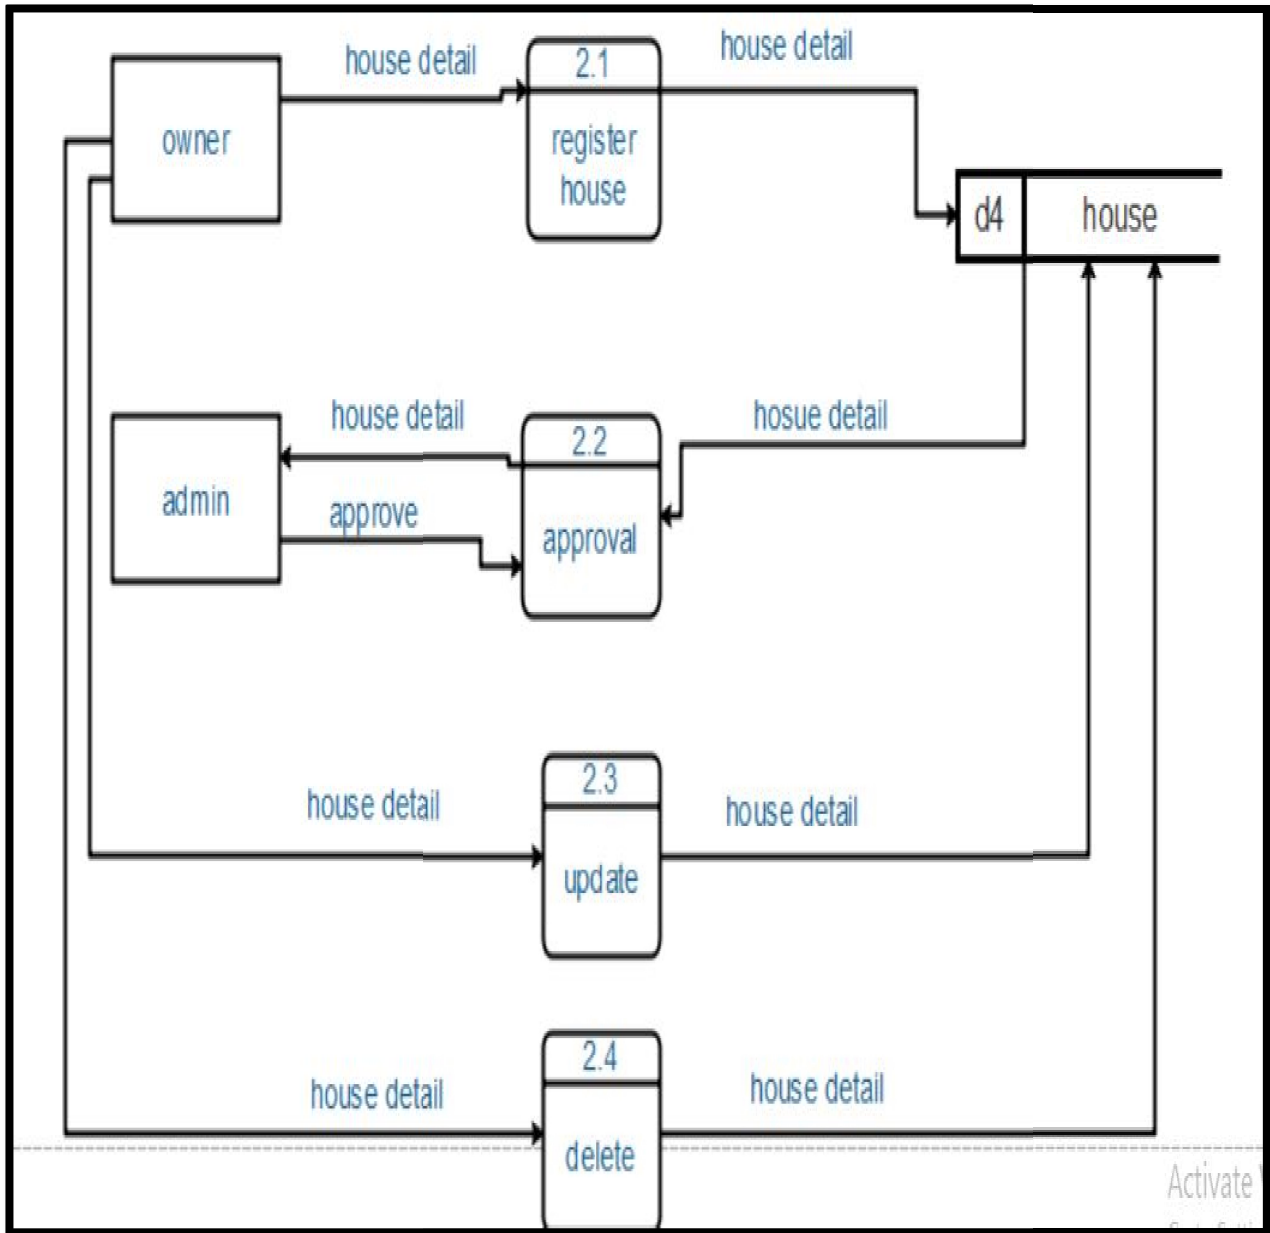 house detail
2.1
house detail
owner
register
house
d4
house
house detail
2.2
hosue detail
admin
approve
approval
2.3
house detail
house detail
update
2.4
house detail
house detail
delete
Activate